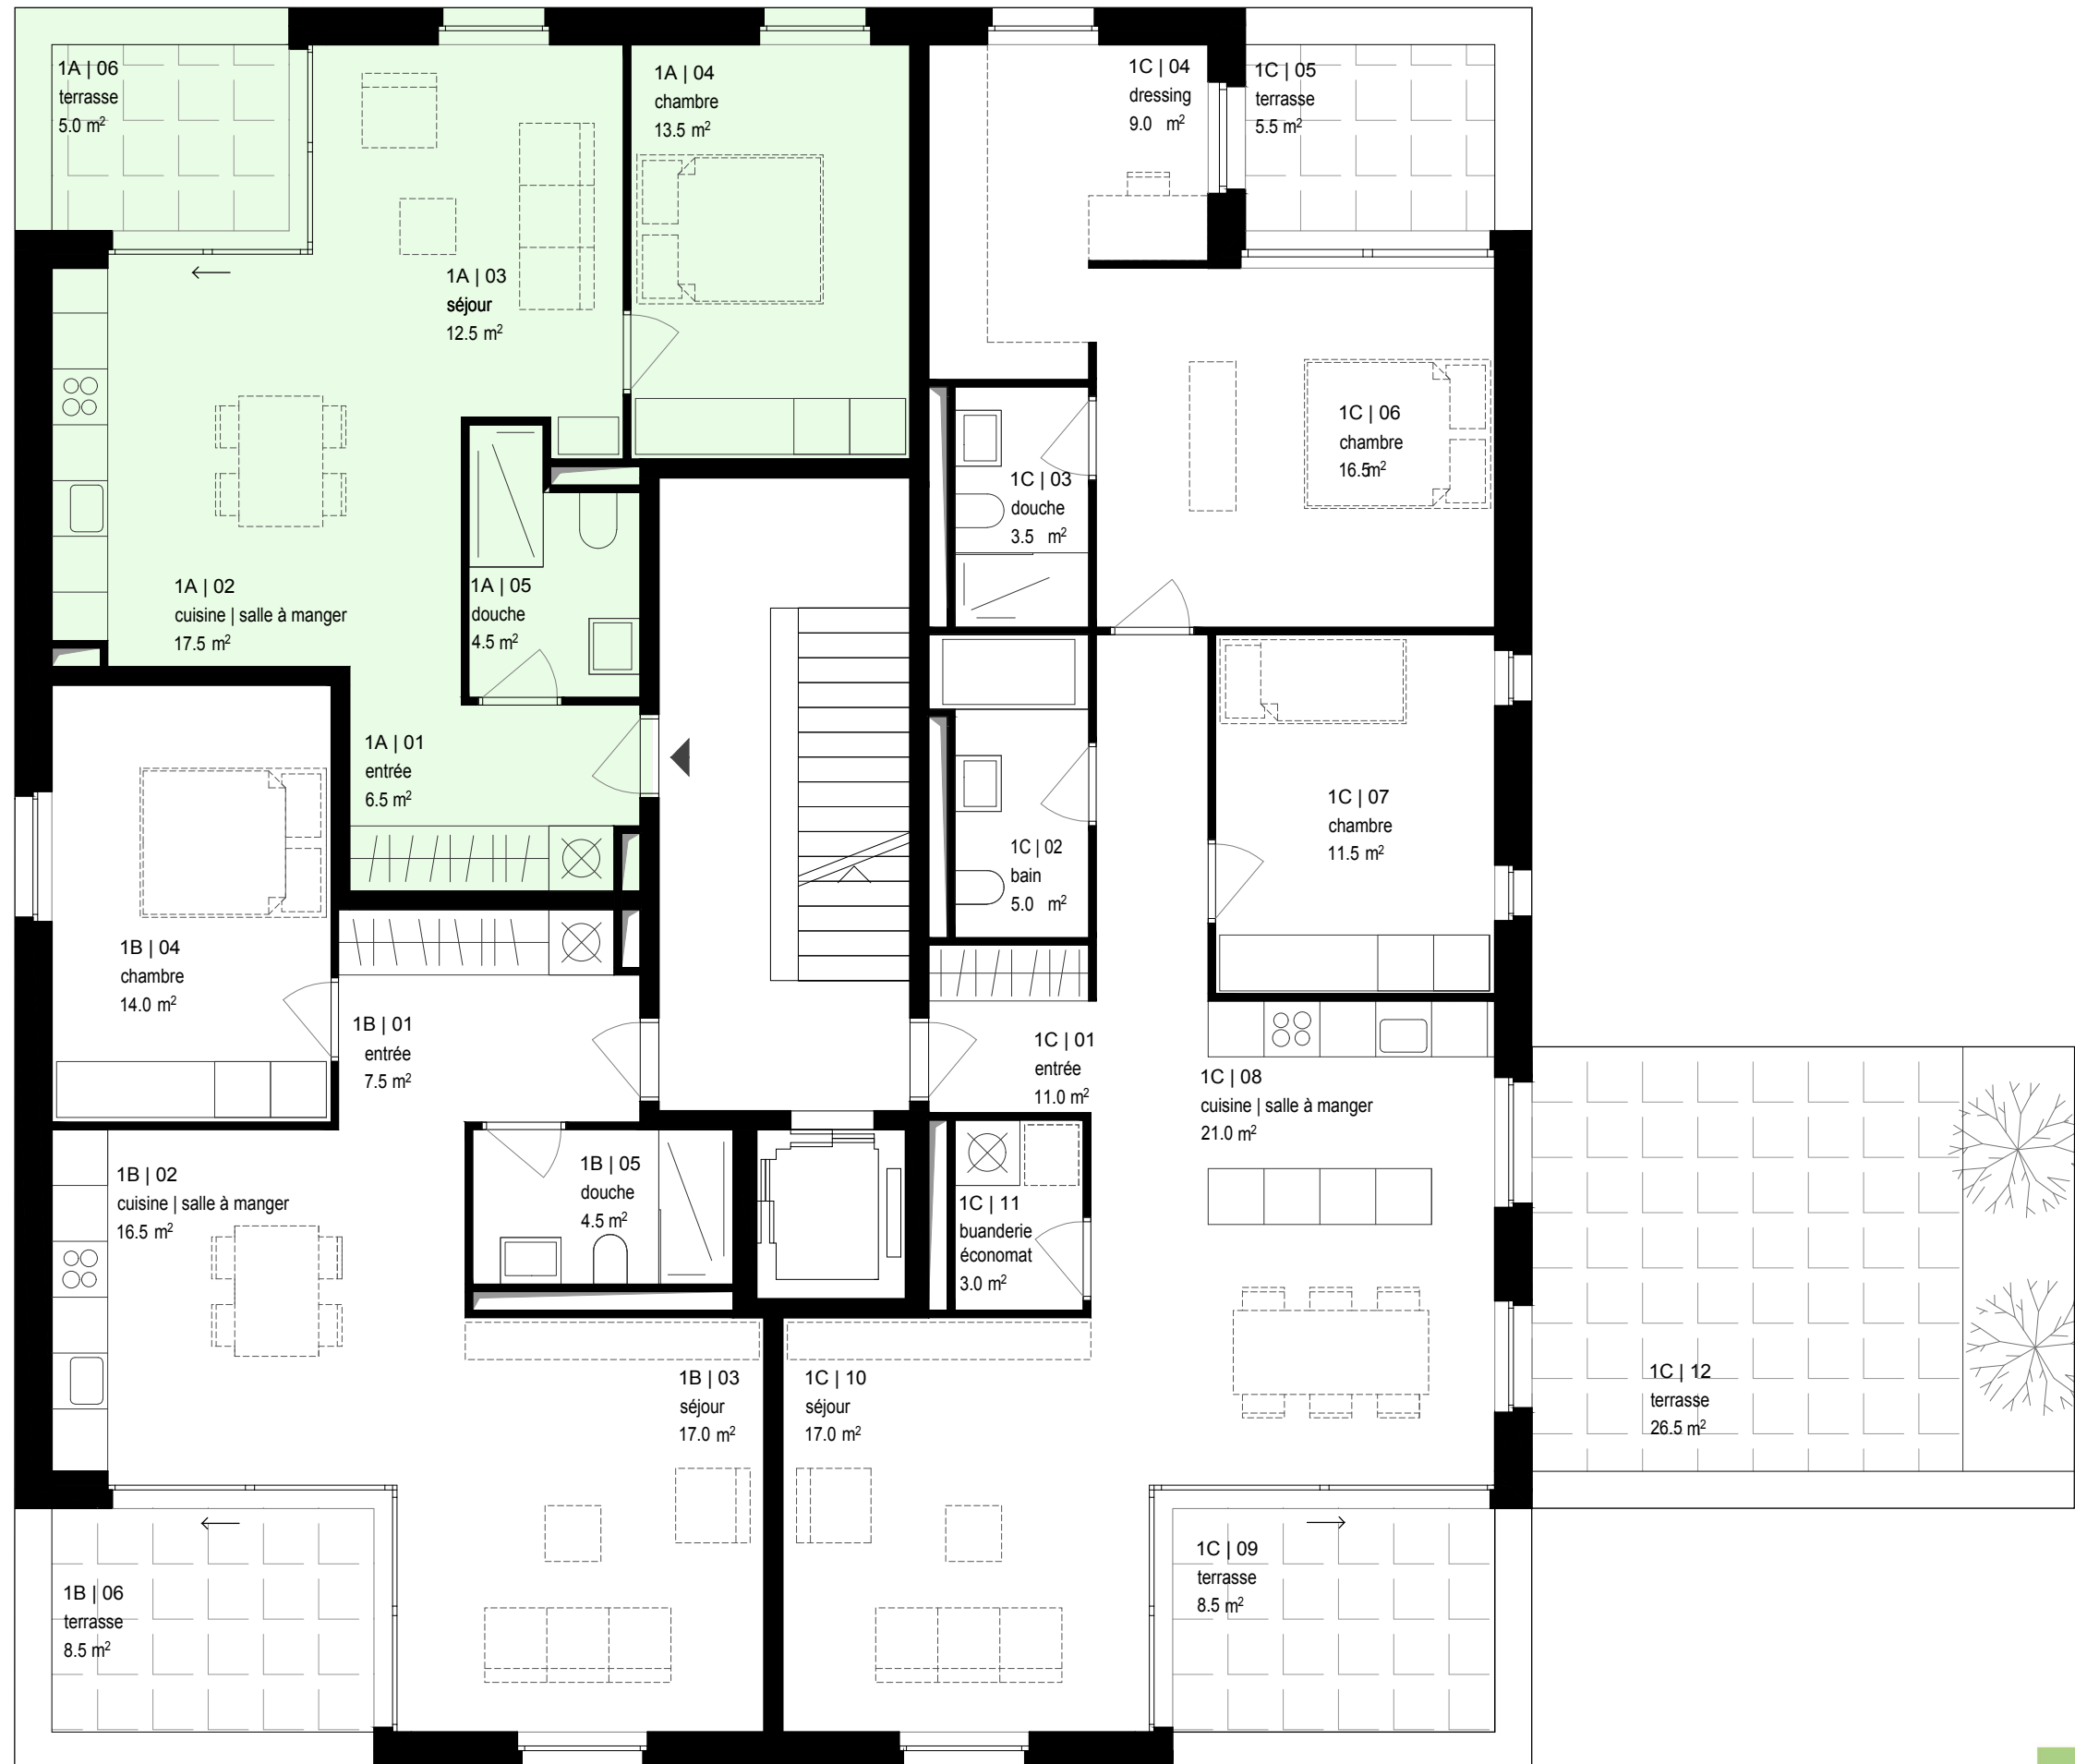 1A | 06
terrasse
5.0 m²
1A | 04
chambre
13.5 m²
1C | 04
dressing
9.0 m²
1C | 05
terrasse
5.5 m²
1A | 03
séjour
12.5 m²
1C | 06
chambre
16.5m²
1C | 03
douche
3.5 m²
1A | 02
cuisine | salle à manger
17.5 m²
1A | 05
douche
4.5 m²
1A | 01
entrée
6.5 m²
1C | 07
chambre
11.5 m²
1C | 02
bain
5.0 m²
1B | 04
chambre
14.0 m²
1B | 01
entrée
7.5 m²
1C | 01
entrée
11.0 m²
1C | 08
cuisine | salle à manger
21.0 m²
1B | 02
cuisine | salle à manger
16.5 m²
1B | 05
douche
4.5 m²
1C | 11
buanderie
économat
3.0 m²
1B | 03
séjour
17.0 m²
1C | 10
séjour
17.0 m²
1C | 12
terrasse
26.5 m²
1B | 06
terrasse
8.5 m²
1C | 09
terrasse
8.5 m²